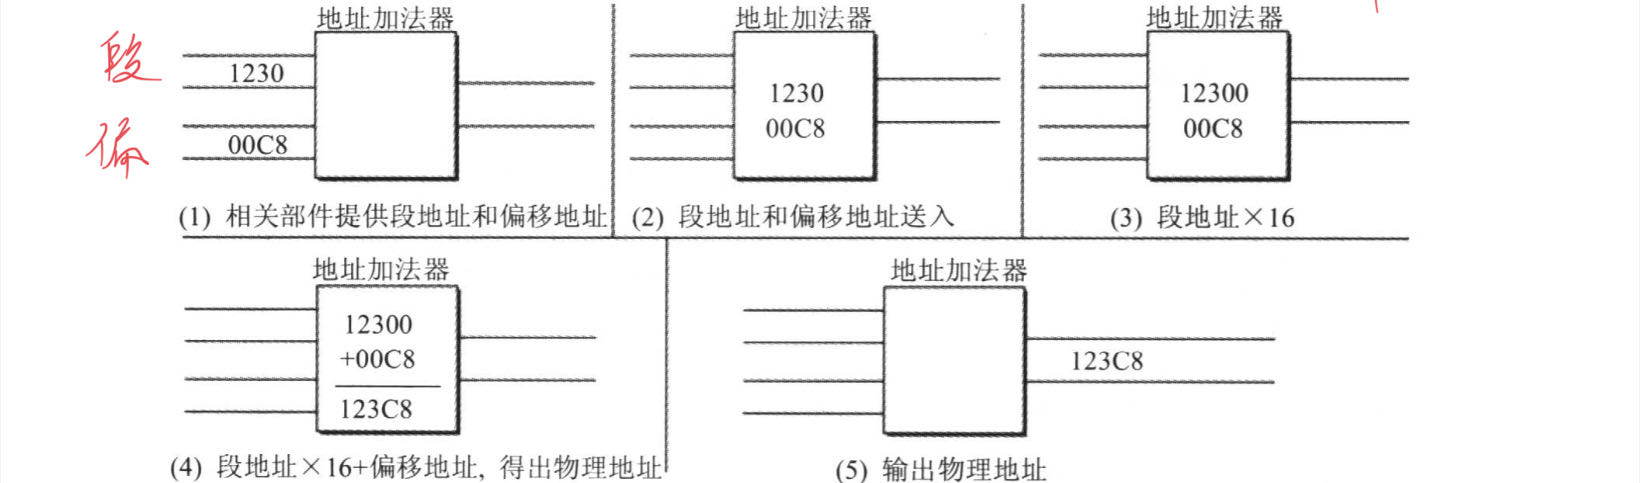 地址加法器
段
1230
偏
00C8
(1) 相关部件提供段地址和偏移地址
地址加法器
1230
00C8
(2) 段地址和偏移地址送入
地址加法器
12300
00C8
(3) 段地址×16
地址加法器
12300
+00C8
123C8
(4) 段地址×16+偏移地址, 得出物理地址
地址加法器
123C8
(5) 输出物理地址